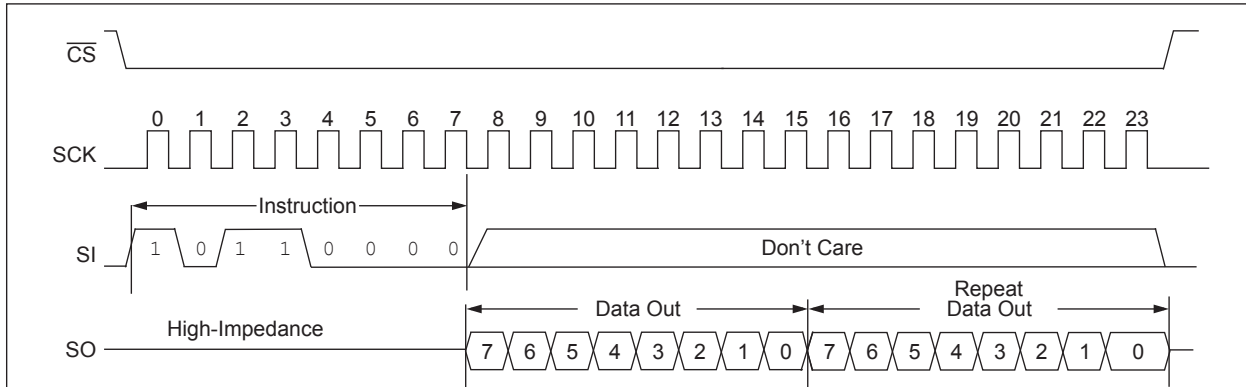 CS
0 1 2 3 4 5 6 7 8 9 10 11 12 13 14 15 16 17 18 19 20 21 22 23
SCK
Instruction
SI 1 0 1 1 0 0 0 0 Don't Care
Repeat
Data Out Data Out
High-Impedance
SO 7 6 5 4 3 2 1 0 7 6 5 4 3 2 1 0